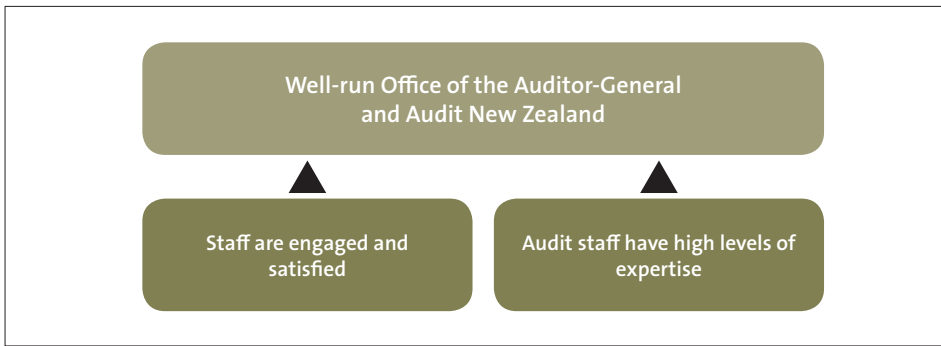 Well-run Office of the Auditor-General
and Audit New Zealand
Staff are engaged and
satisfied
Audit staff have high levels of
expertise